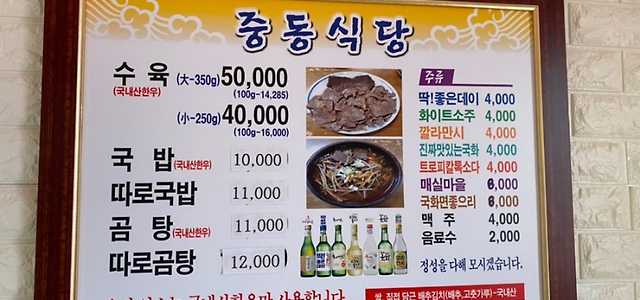 중동식당
수육 (大-350g) 50,000
(국내산한우) (100g-14,285)
(小-250g) 40,000
(100g-16,000)
국밥(국내산한우) 10,000
따로국밥 11,000
곰탕(국내산한우) 11,000
따로곰탕 12,000
주류
딱!좋은데이 4,000
화이트소주 4,000
깔라만시 4,000
진짜맛있는국화 4,000
트로피칼톡소다 4,000
매실마을 6,000
국화면좋으리 6,000
맥주 4,000
음료수 2,000
정성을 다해 모시겠습니다.
쌀, 직접 담근 배추김치(배추,고춧가루)-국내산